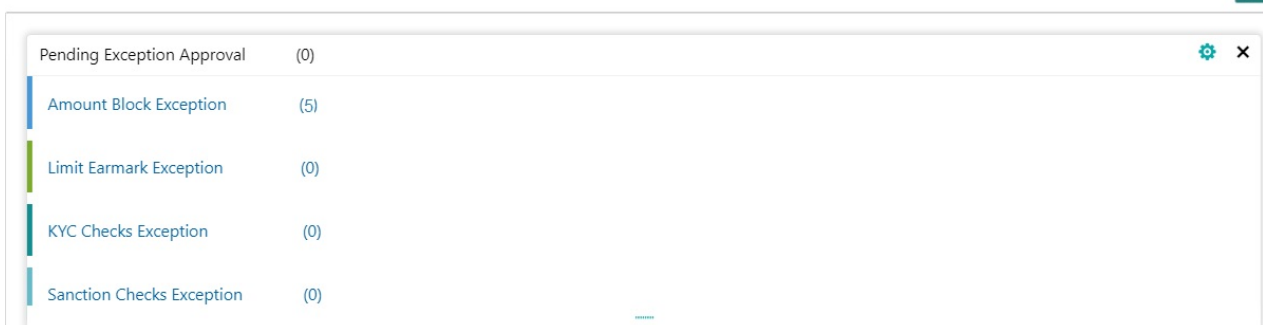 Pending Exception Approval (0)
Amount Block Exception (5)
Limit Earmark Exception (0)
KYC Checks Exception (0)
Sanction Checks Exception (0)